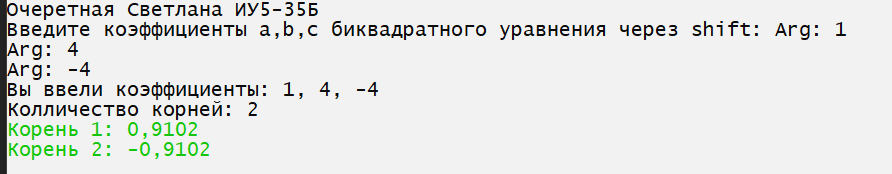 Очеретная Светлана ИУ5-35Б
Введите коэффициенты a,b,c биквадратного уравнения через shift: Arg: 1
Arg: 4
Arg: -4
Вы ввели коэффициенты: 1, 4, -4
Колличество корней: 2
Корень 1: 0,9102
Корень 2: -0,9102